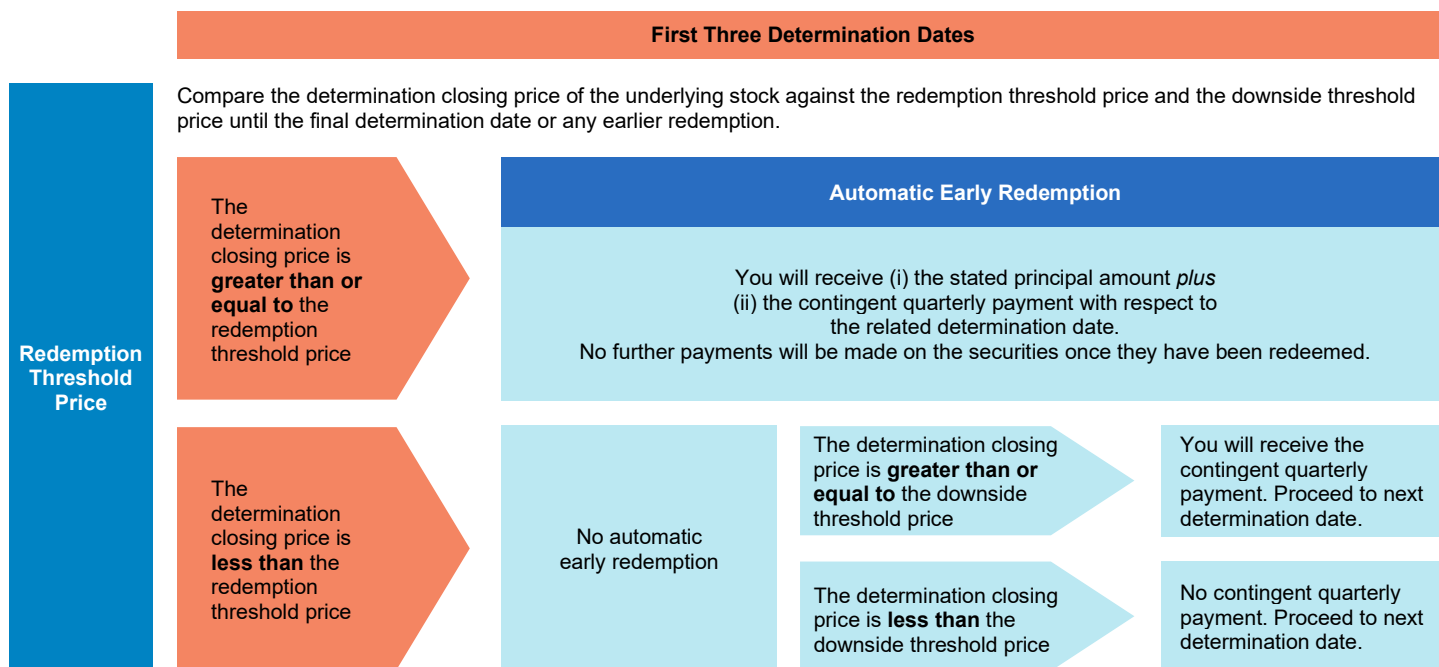 First Three Determination Dates
Compare the determination closing price of the underlying stock against the redemption threshold price and the downside threshold
price until the final determination date or any earlier redemption.
Redemption
Threshold
Price
The
determination
closing price is
greater than or
equal to the
redemption
threshold price
Automatic Early Redemption
You will receive (i) the stated principal amount plus
(ii) the contingent quarterly payment with respect to
the related determination date.
No further payments will be made on the securities once they have been redeemed.
The
determination
closing price is
less than the
redemption
threshold price
No automatic
early redemption
The determination closing
price is greater than or
equal to the downside
threshold price
You will receive the
contingent quarterly
payment. Proceed to next
determination date.
The determination closing
price is less than the
downside threshold price
No contingent quarterly
payment. Proceed to next
determination date.